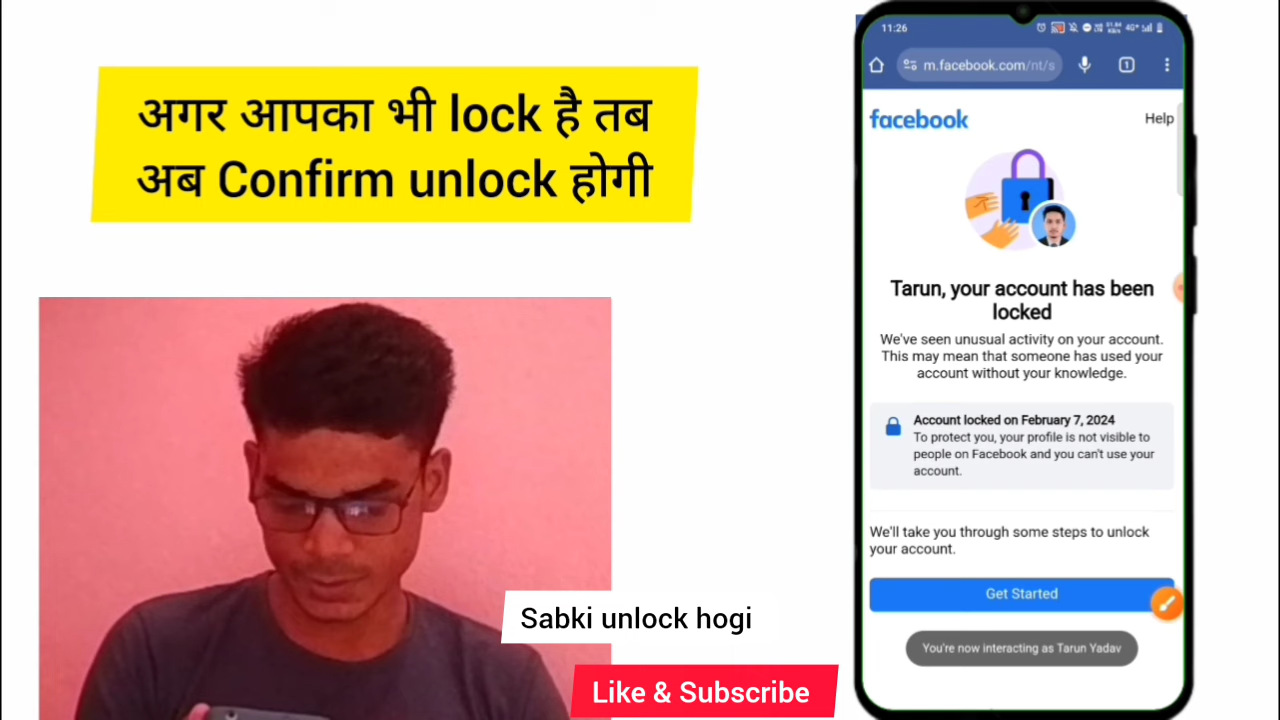 अगर आपका भी lock है तब
अब Confirm unlock होगी
Sabki unlock hogi
Like & Subscribe
11:26
4G+
m.facebook.com/nt/s
1
facebook
Help
Tarun, your account has been
locked
We've seen unusual activity on your account.
This may mean that someone has used your
account without your knowledge.
Account locked on February 7, 2024
To protect you, your profile is not visible to
people on Facebook and you can't use your
account.
We'll take you through some steps to unlock
your account.
Get Started
You're now interacting as Tarun Yadav